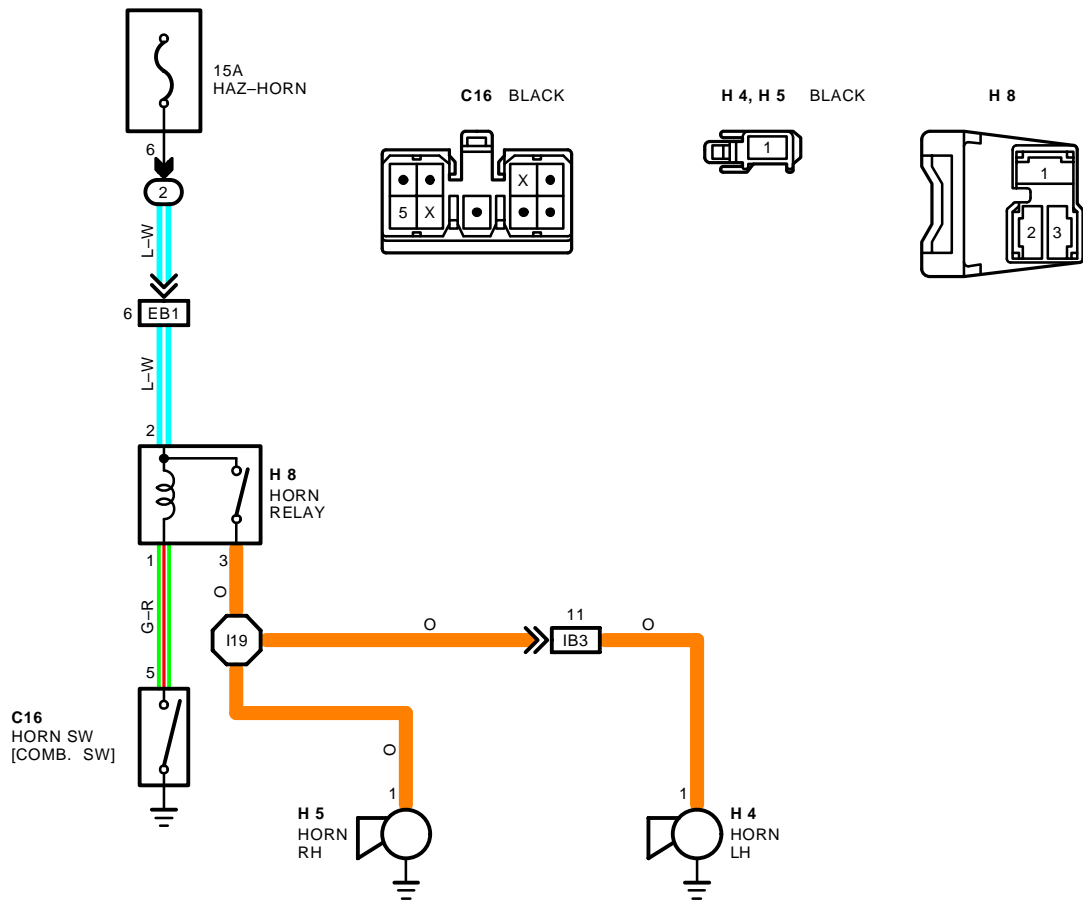 15A
HAZ–HORN
C16 BLACK
H 4, H 5 BLACK
H 8
6
2
L–W
6 EB1
L–W
2
H 8
HORN
RELAY
1
3
G–R
O
I19
O
11
IB3
O
5
C16
HORN SW
[COMB. SW]
O
1
H 5
HORN
RH
1
H 4
HORN
LH
X
5 X
1
1
2 3